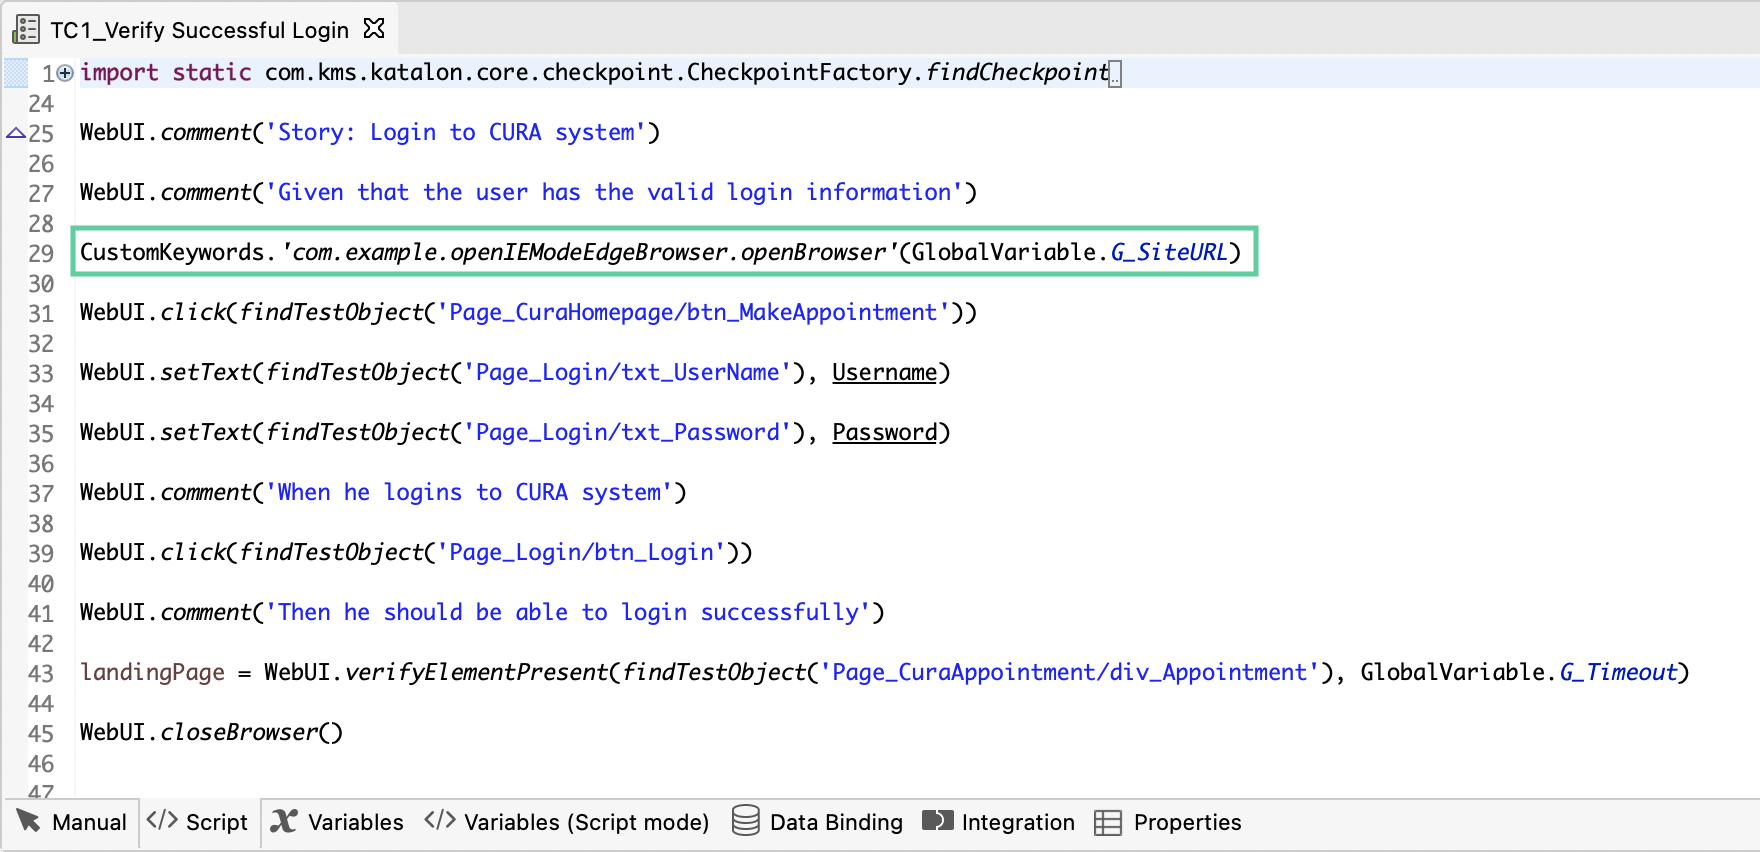 TC1_Verify Successful Login
1 import static com.kms.katalon.core.checkpoint.CheckpointFactory.findCheckpoint..
24
25 WebUI.comment('Story: Login to CURA system')
26
27 WebUI.comment('Given that the user has the valid login information')
28
29 CustomKeywords.'com.example.openIEModeEdgeBrowser.openBrowser'(GlobalVariable.G_SiteURL)
30
31 WebUI.click(findTestObject('Page_CuraHomepage/btn_MakeAppointment'))
32
33 WebUI.setText(findTestObject('Page_Login/txt_UserName'), Username)
34
35 WebUI.setText(findTestObject('Page_Login/txt_Password'), Password)
36
37 WebUI.comment('When he logins to CURA system')
38
39 WebUI.click(findTestObject('Page_Login/btn_Login'))
40
41 WebUI.comment('Then he should be able to login successfully')
42
43 landingPage = WebUI.verifyElementPresent(findTestObject('Page_CuraAppointment/div_Appointment'), GlobalVariable.G_Timeout)
44
45 WebUI.closeBrowser()
46
47
Manual </> Script Variables </> Variables (Script mode) Data Binding Integration Properties